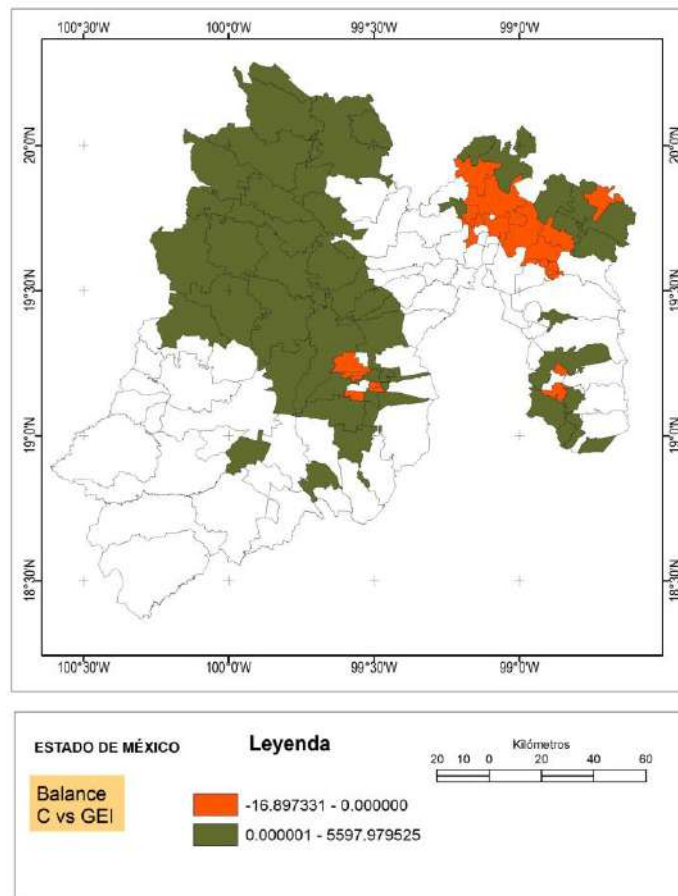 100°30'W 100°0'W 99°30'W 99°0'W
20°0'N 20°0'N
19°30'N 19°30'N
19°0'N 19°0'N
18°30'N 18°30'N
100°30'W 100°0'W 99°30'W 99°0'W
ESTADO DE MÉXICO
Leyenda
Kilómetros
20 10 0 20 40 60
Balance
C vs GEI
-16.897331 - 0.000000
0.000001 - 5597.979525